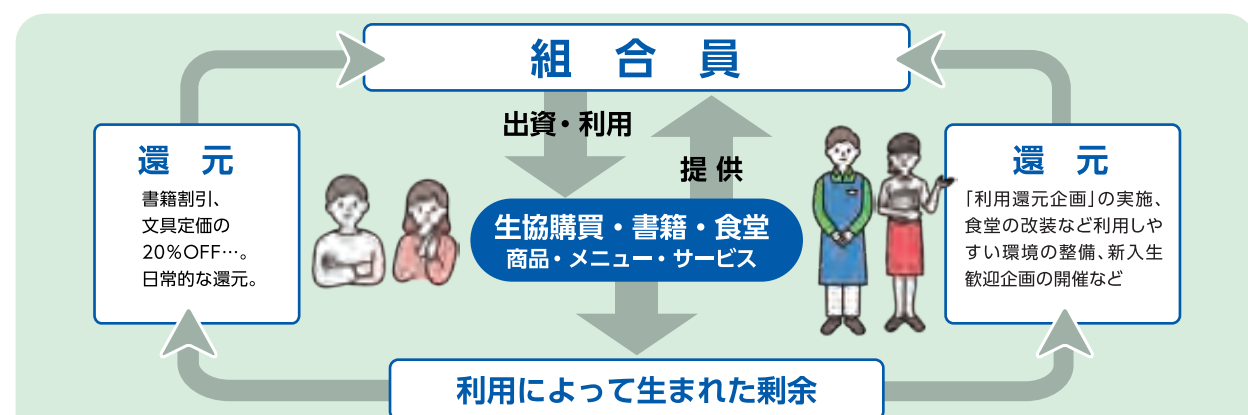 組合員
出資・利用
提供
還元
書籍割引、
文具定価の
20%OFF…。
日常的な還元。
生協購買・書籍・食堂
商品・メニュー・サービス
還元
「利用還元企画」の実施、
食堂の改装など利用しや
すい環境の整備、新入生
歓迎企画の開催など
利用によって生まれた剰余